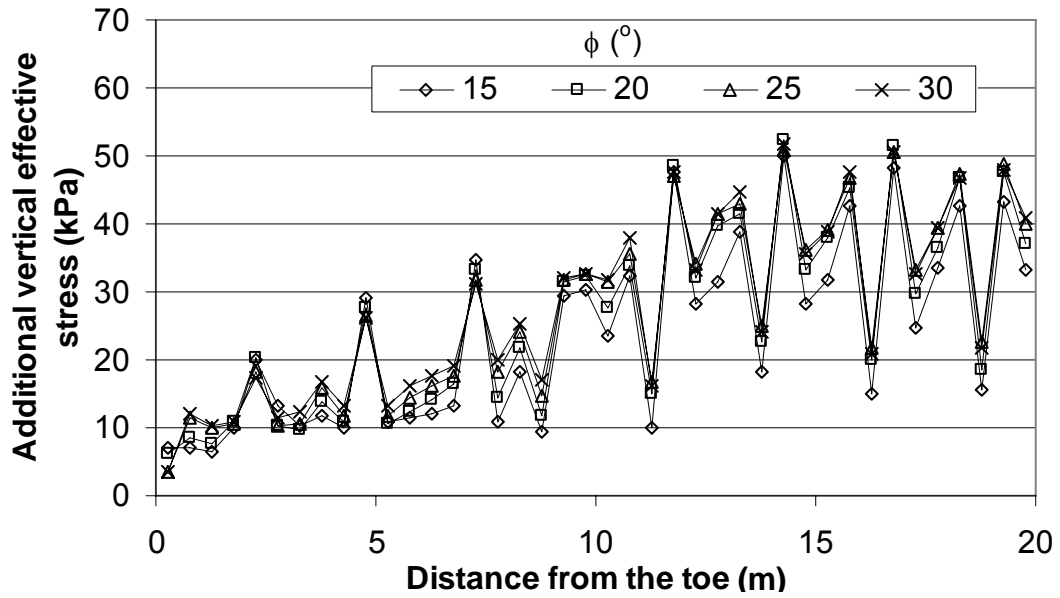 Additional vertical effective
stress (kPa)
70
60
50
40
30
20
10
0
ϕ (º)
15 20 25 30
0 5 10 15 20
Distance from the toe (m)